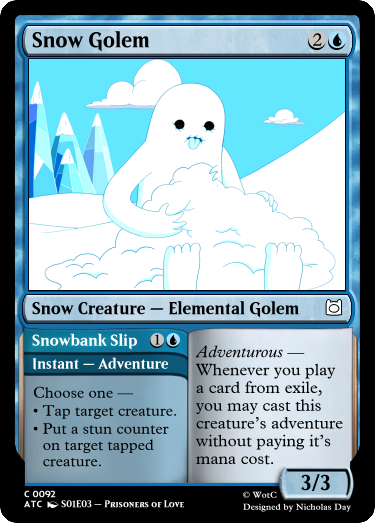 Snow Golem 2
Snow Creature — Elemental Golem
Snowbank Slip 1
Instant — Adventure
Choose one —
• Tap target creature.
• Put a stun counter
on target tapped
creature.
Adventurous —
Whenever you play
a card from exile,
you may cast this
creature's adventure
without paying it's
mana cost.
3/3
C 0092
ATC S01E03 – Prisoners of Love
© WotC
Designed by Nicholas Day